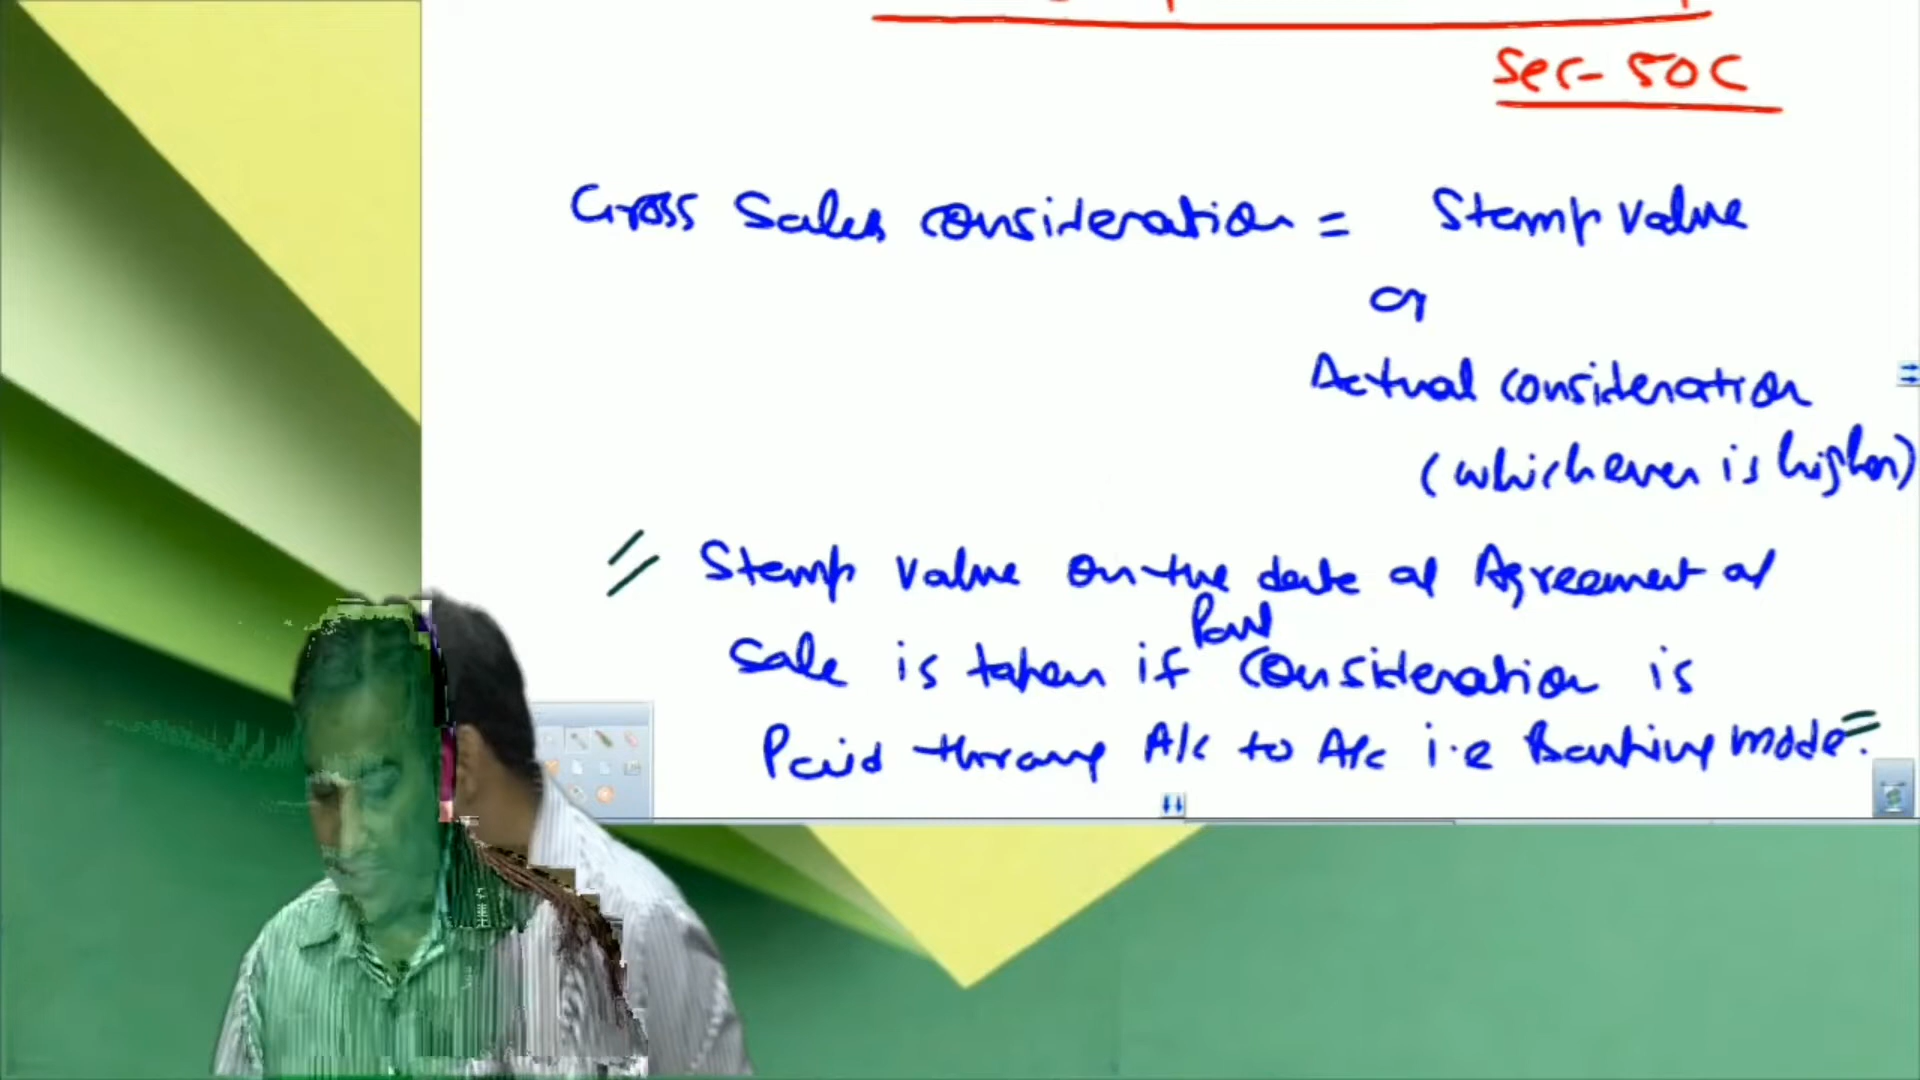 Sec- 50C
Gross Sales consideration = Stamp value
or
Actual consideration
(whichever is higher)
Stamp value on the date of Agreement of
Part
Sale is taken if consideration is
Paid through A/c to A/c i.e Banking mode.